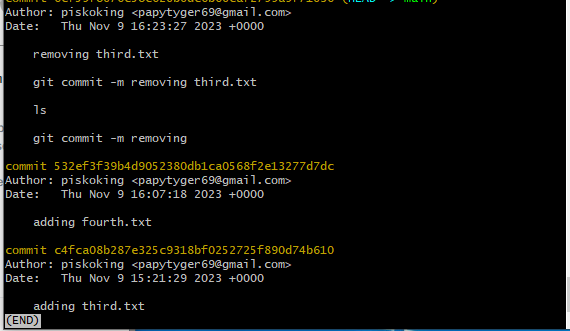 Author: piskoking <papytyger69@gmail.com>
Date: Thu Nov 9 16:23:27 2023 +0000
removing third.txt
git commit -m removing third.txt
ls
git commit -m removing
commit 532ef3f39b4d9052380db1ca0568f2e13277d7dc
Author: piskoking <papytyger69@gmail.com>
Date: Thu Nov 9 16:07:18 2023 +0000
adding fourth.txt
commit c4fca08b287e325c9318bf0252725f890d74b610
Author: piskoking <papytyger69@gmail.com>
Date: Thu Nov 9 15:21:29 2023 +0000
adding third.txt
(END)